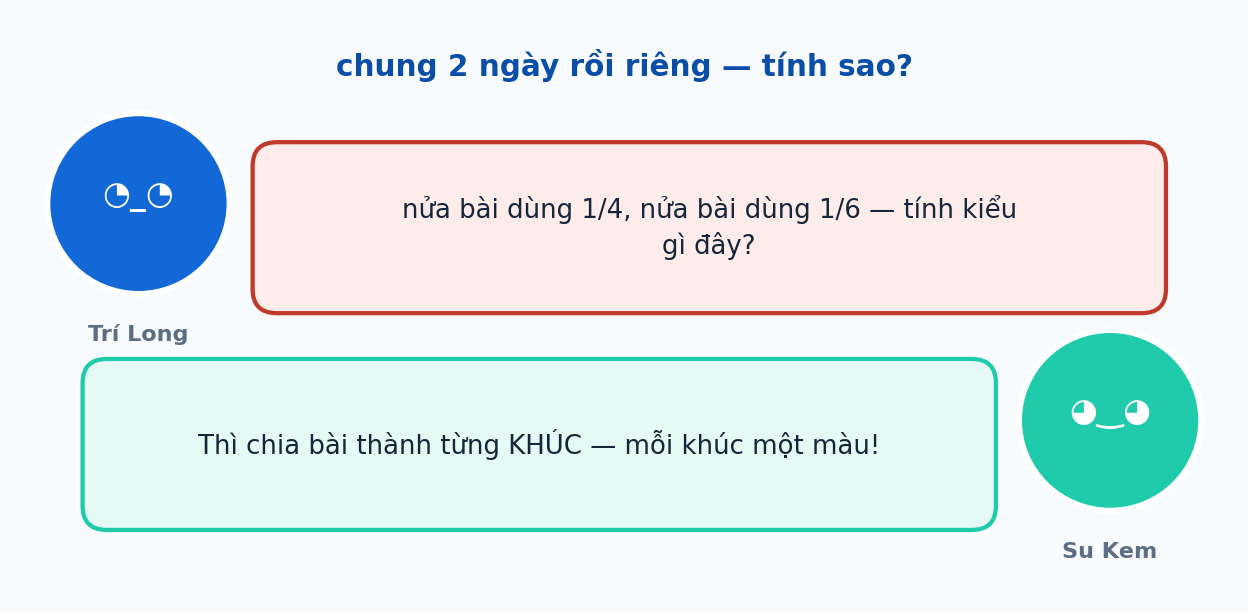 chung 2 ngày rồi riêng — tính sao?
nửa bài dùng 1/4, nửa bài dùng 1/6 — tính kiểu
gì đây?
Trí Long
Thì chia bài thành từng KHÚC — mỗi khúc một màu!
Su Kem